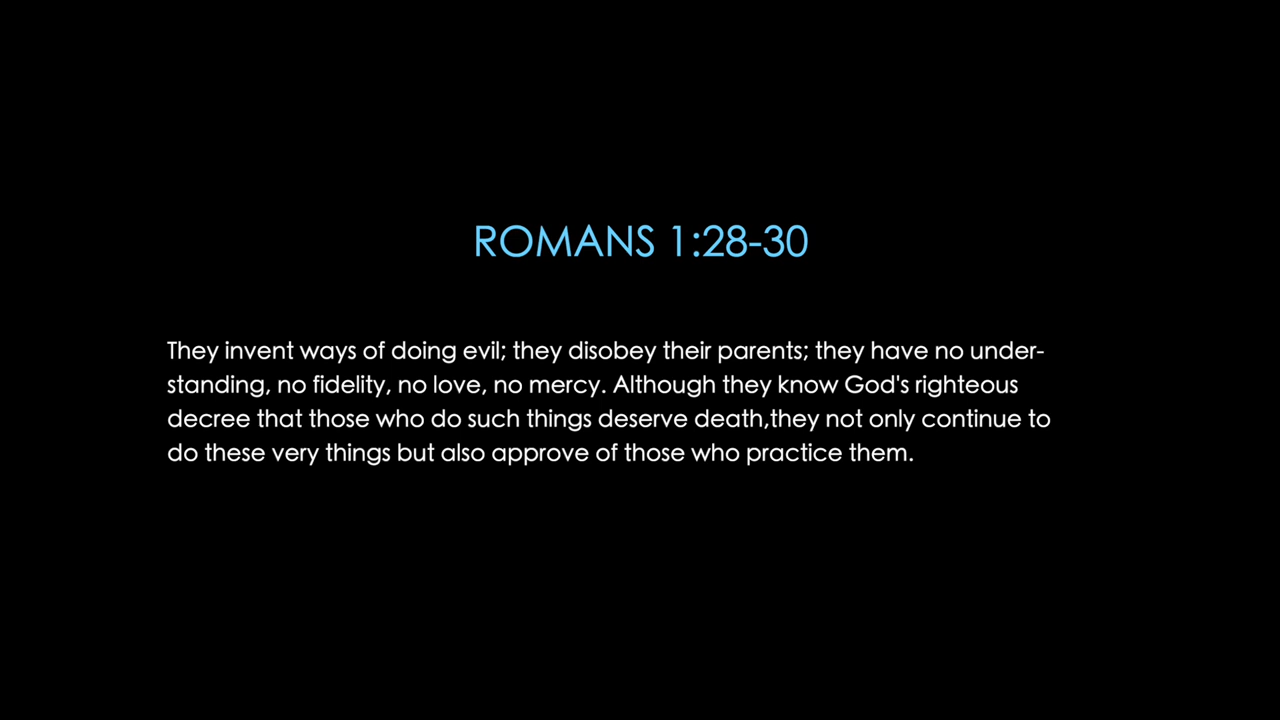 ROMANS 1:28-30
They invent ways of doing evil; they disobey their parents; they have no under-
standing, no fidelity, no love, no mercy. Although they know God's righteous
decree that those who do such things deserve death,they not only continue to
do these very things but also approve of those who practice them.